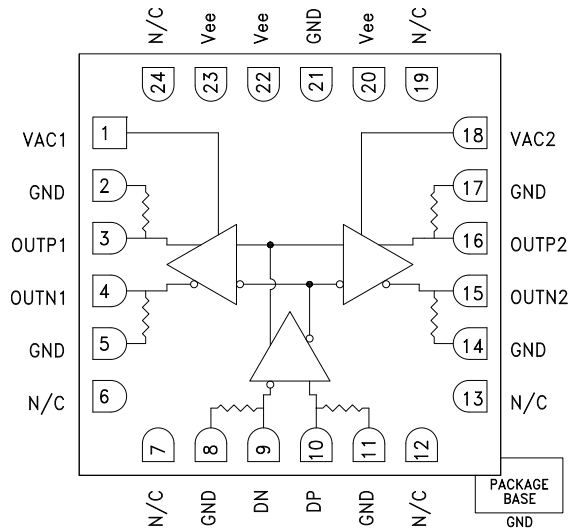 N/C Vee Vee GND Vee N/C
24 23 22 21 20 19
VAC1 1 18 VAC2
GND 2 17 GND
OUTP1 3 16 OUTP2
OUTN1 4 15 OUTN2
GND 5 14 GND
N/C 6 13 N/C
7 8 9 10 11 12
N/C GND DN DP GND N/C
PACKAGE
BASE
GND